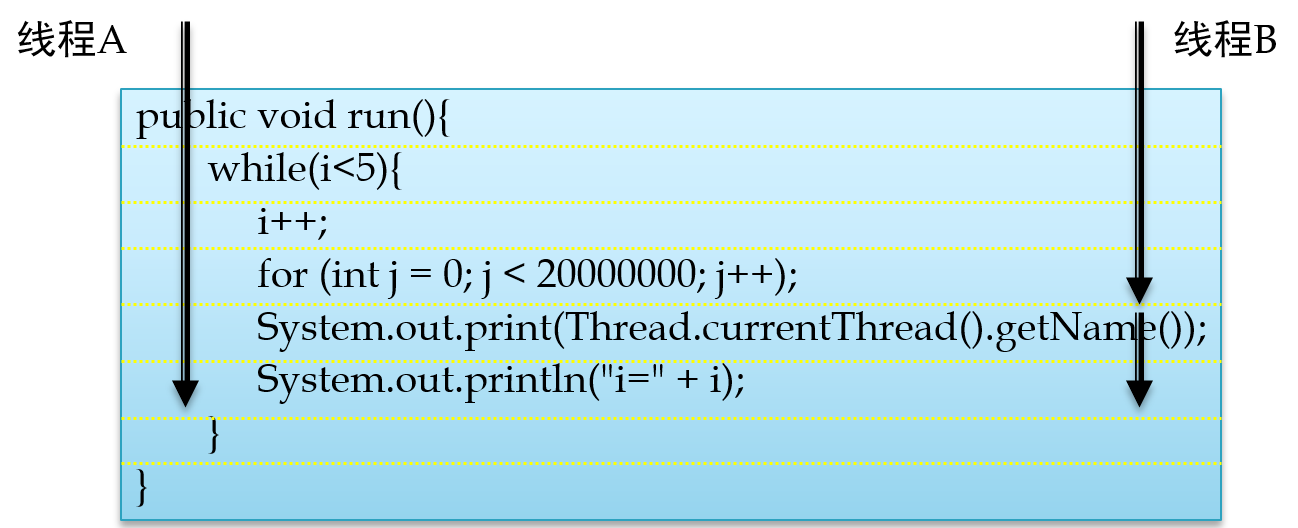 线程A
线程B
public void run(){
while(i<5){
i++;
for (int j = 0; j < 20000000; j++);
System.out.print(Thread.currentThread().getName());
System.out.println("i=" + i);
}
}